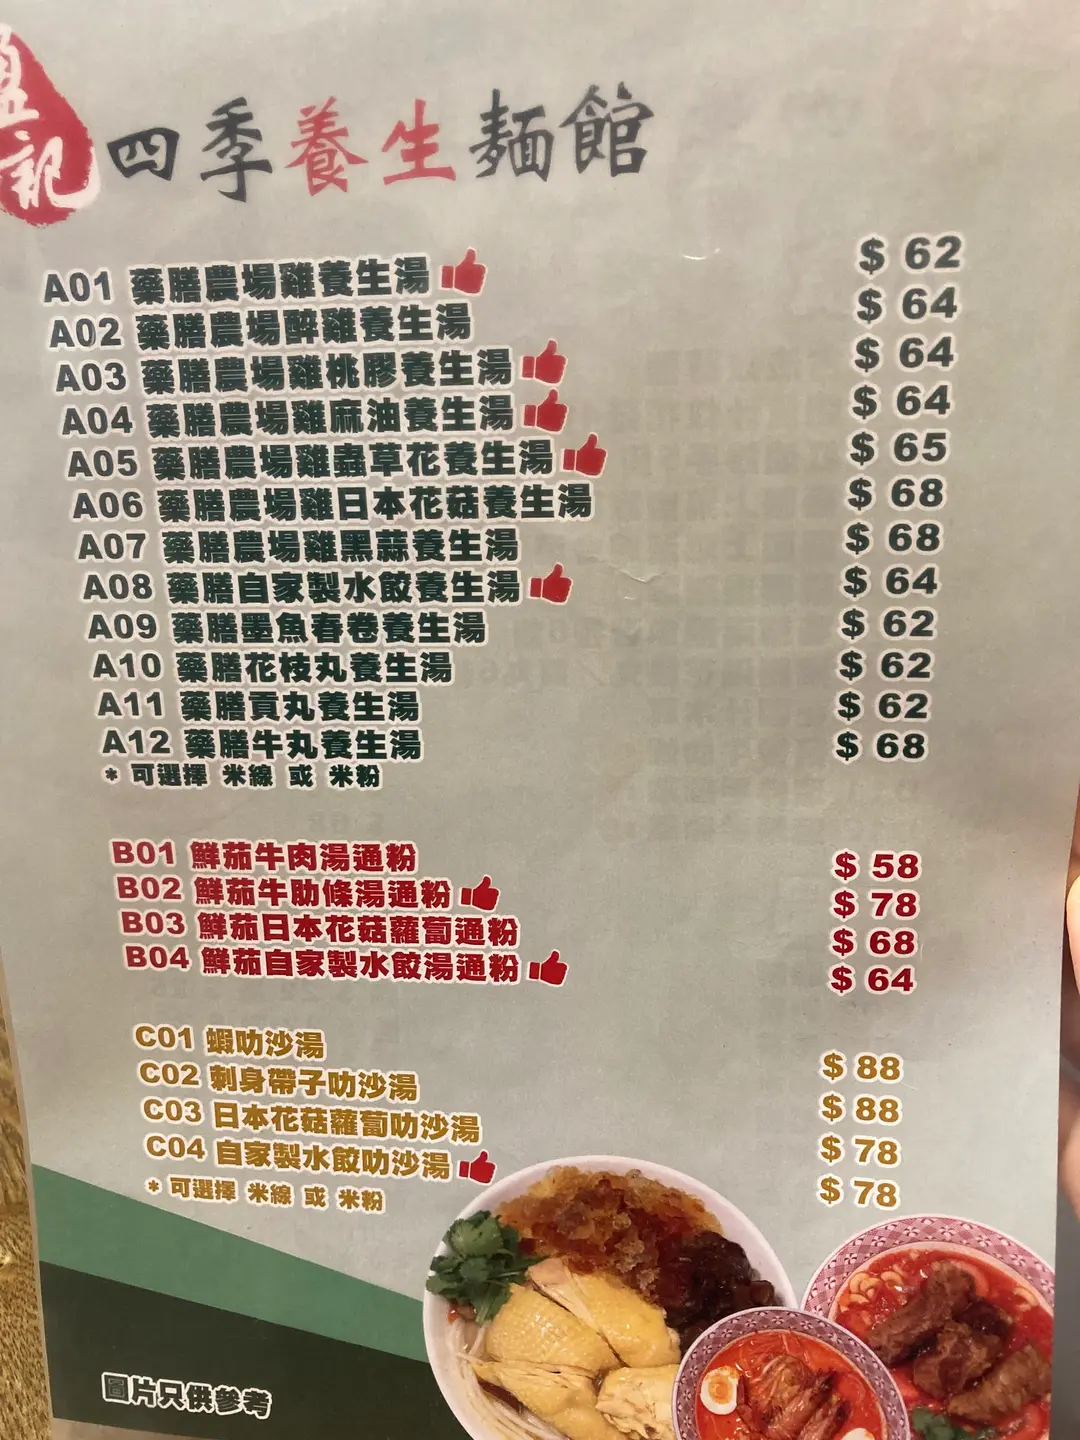 記
四季養生麵館
A01 藥膳農場雞養生湯 $ 62
A02 藥膳農場醉雞養生湯 $ 64
A03 藥膳農場雞桃膠養生湯 $ 64
A04 藥膳農場雞麻油養生湯 $ 64
A05 藥膳農場雞蟲草花養生湯 $ 65
A06 藥膳農場雞日本花菇養生湯 $ 68
A07 藥膳農場雞黑蒜養生湯 $ 68
A08 藥膳自家製水餃養生湯 $ 64
A09 藥膳墨魚春卷養生湯 $ 62
A10 藥膳花枝丸養生湯 $ 62
A11 藥膳貢丸養生湯 $ 62
A12 藥膳牛丸養生湯 $ 68
* 可選擇 米線 或 米粉
B01 鮮茄牛肉湯通粉 $ 58
B02 鮮茄牛肋條湯通粉 $ 78
B03 鮮茄日本花菇蘿蔔通粉 $ 68
B04 鮮茄自家製水餃湯通粉 $ 64
C01 蝦叻沙湯 $ 88
C02 刺身帶子叻沙湯 $ 88
C03 日本花菇蘿蔔叻沙湯 $ 78
C04 自家製水餃叻沙湯 $ 78
* 可選擇 米線 或 米粉
圖片只供參考